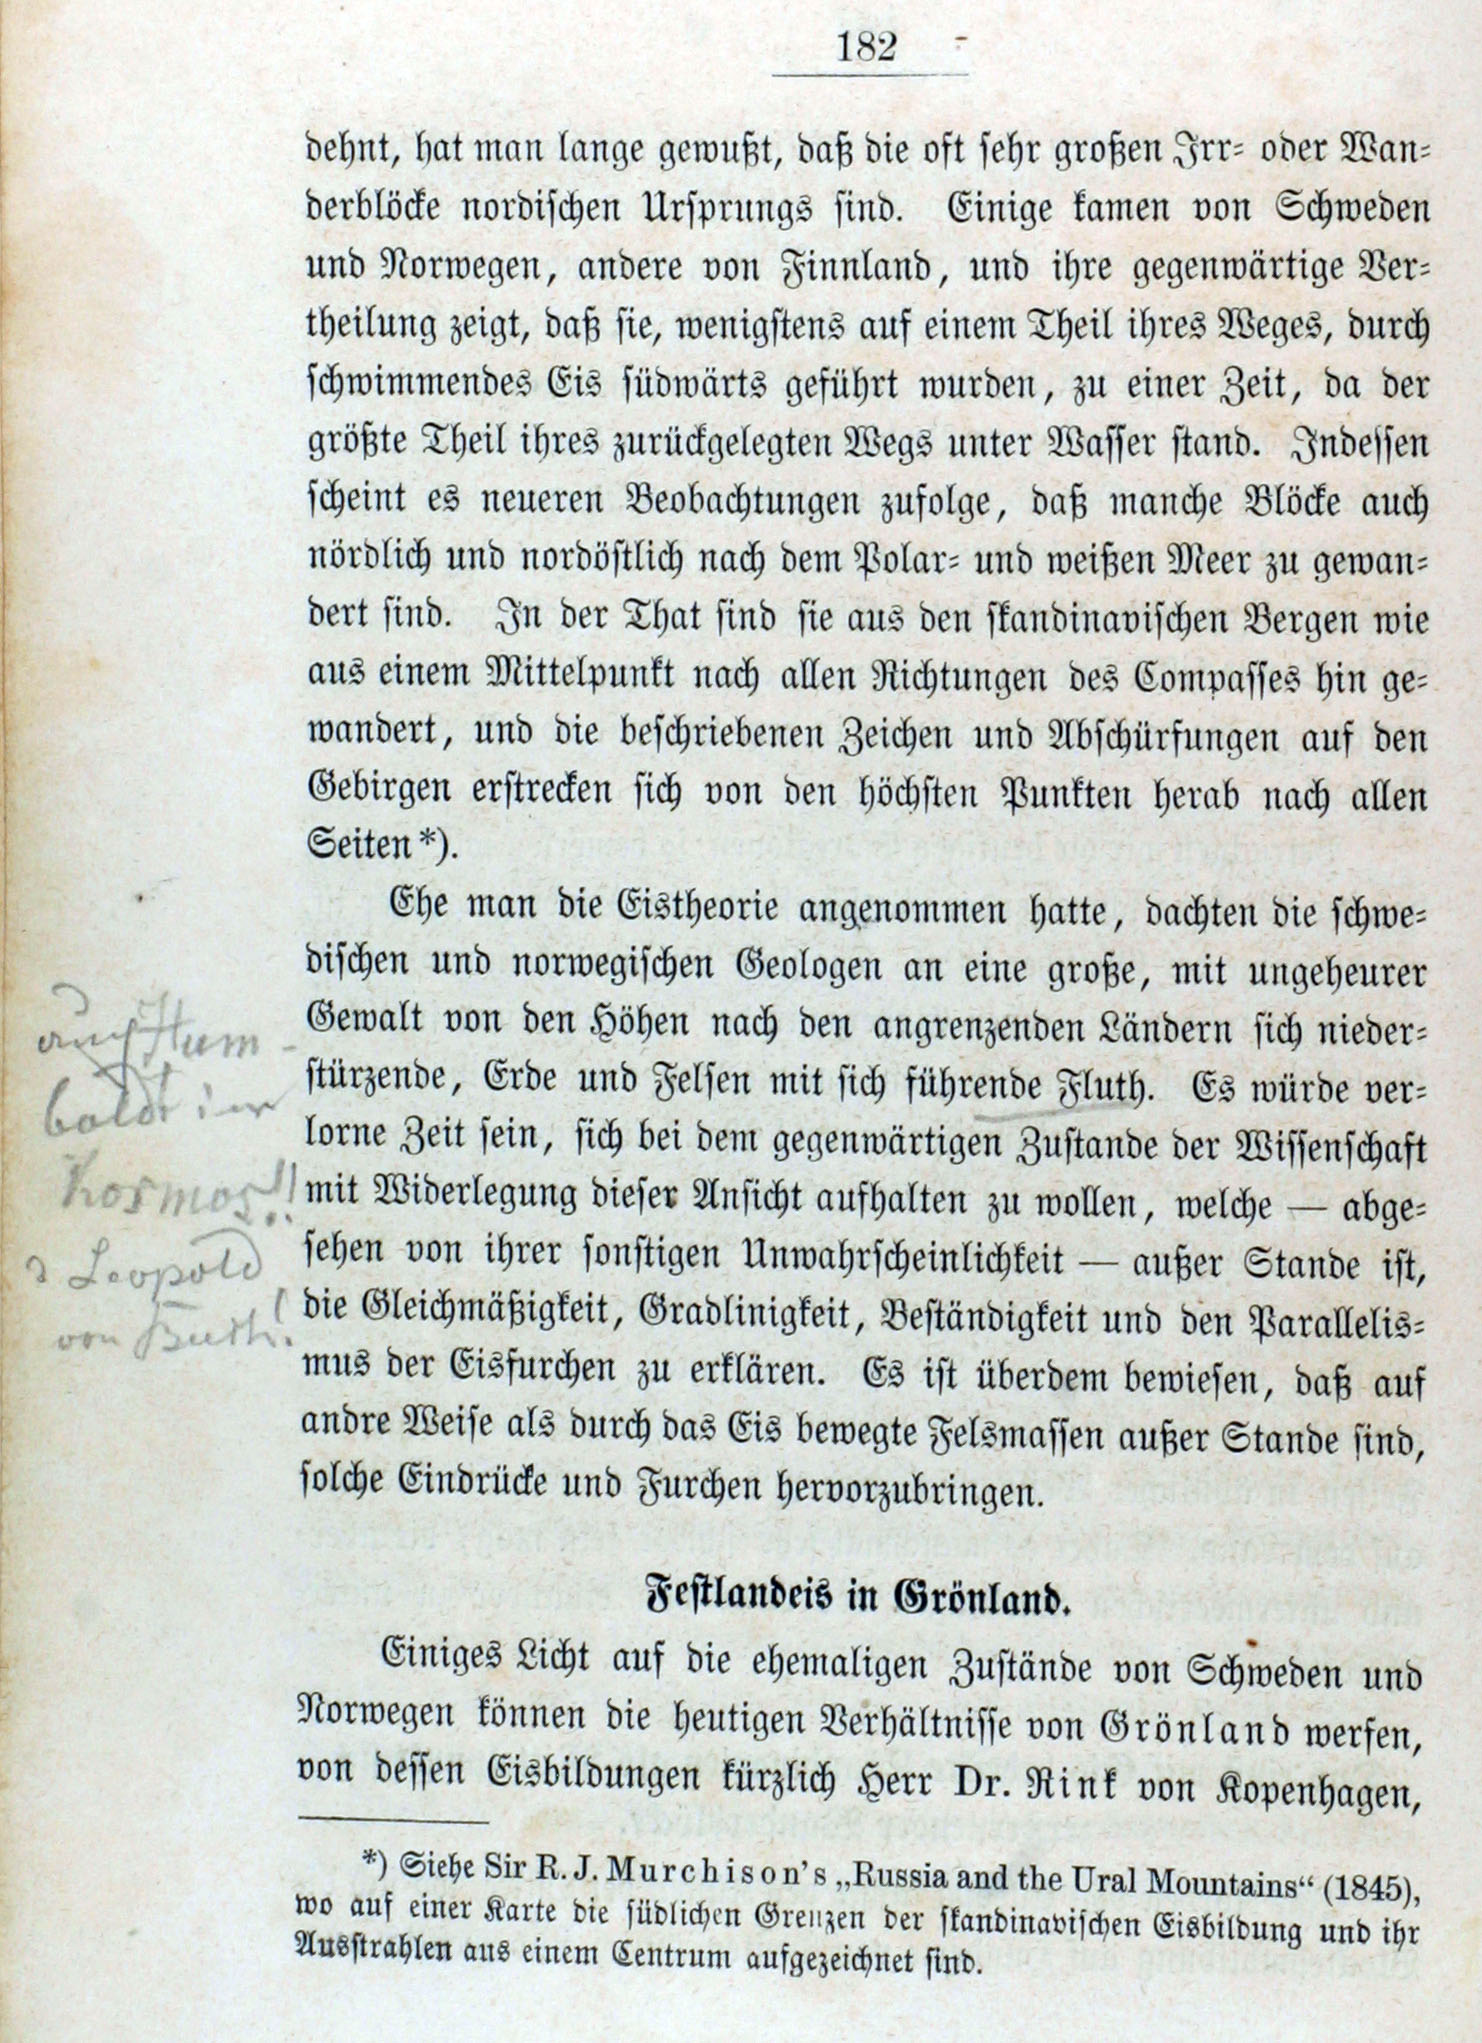 182
dehnt, hat man lange gewußt, daß die oft sehr großen Irr- oder Wan-
derblöcke nordischen Ursprungs sind. Einige kamen von Schweden
und Norwegen, andere von Finnland, und ihre gegenwärtige Ver-
theilung zeigt, daß sie, wenigstens auf einem Theil ihres Weges, durch
schwimmendes Eis südwärts geführt wurden, zu einer Zeit, da der
größte Theil ihres zurückgelegten Wegs unter Wasser stand. Indessen
scheint es neueren Beobachtungen zufolge, daß manche Blöcke auch
nördlich und nordöstlich nach dem Polar- und weißen Meer zu gewan-
dert sind. In der That sind sie aus den skandinavischen Bergen wie
aus einem Mittelpunkt nach allen Richtungen des Compasses hin ge-
wandert, und die beschriebenen Zeichen und Abschürfungen auf den
Gebirgen erstrecken sich von den höchsten Punkten herab nach allen
Seiten*).
Ehe man die Eistheorie angenommen hatte, dachten die schwe-
dischen und norwegischen Geologen an eine große, mit ungeheurer
Gewalt von den Höhen nach den angrenzenden Ländern sich nieder-
stürzende, Erde und Felsen mit sich führende Fluth. Es würde ver-
lorne Zeit sein, sich bei dem gegenwärtigen Zustande der Wissenschaft
mit Widerlegung dieser Ansicht aufhalten zu wollen, welche — abge-
sehen von ihrer sonstigen Unwahrscheinlichkeit — außer Stande ist,
die Gleichmäßigkeit, Gradlinigkeit, Beständigkeit und den Parallelis-
mus der Eisfurchen zu erklären. Es ist überdem bewiesen, daß auf
andre Weise als durch das Eis bewegte Felsmassen außer Stande sind,
solche Eindrücke und Furchen hervorzubringen.
auch Hum-
boldt im
Kosmos!!
Leopold
von Buch!
Festlandeis in Grönland.
Einiges Licht auf die ehemaligen Zustände von Schweden und
Norwegen können die heutigen Verhältnisse von Grönland werfen,
von dessen Eisbildungen kürzlich Herr Dr. Rink von Kopenhagen,
*) Siehe Sir R. J. Murchison's „Russia and the Ural Mountains“ (1845),
wo auf einer Karte die südlichen Grenzen der skandinavischen Eisbildung und ihr
Ausstrahlen aus einem Centrum aufgezeichnet sind.